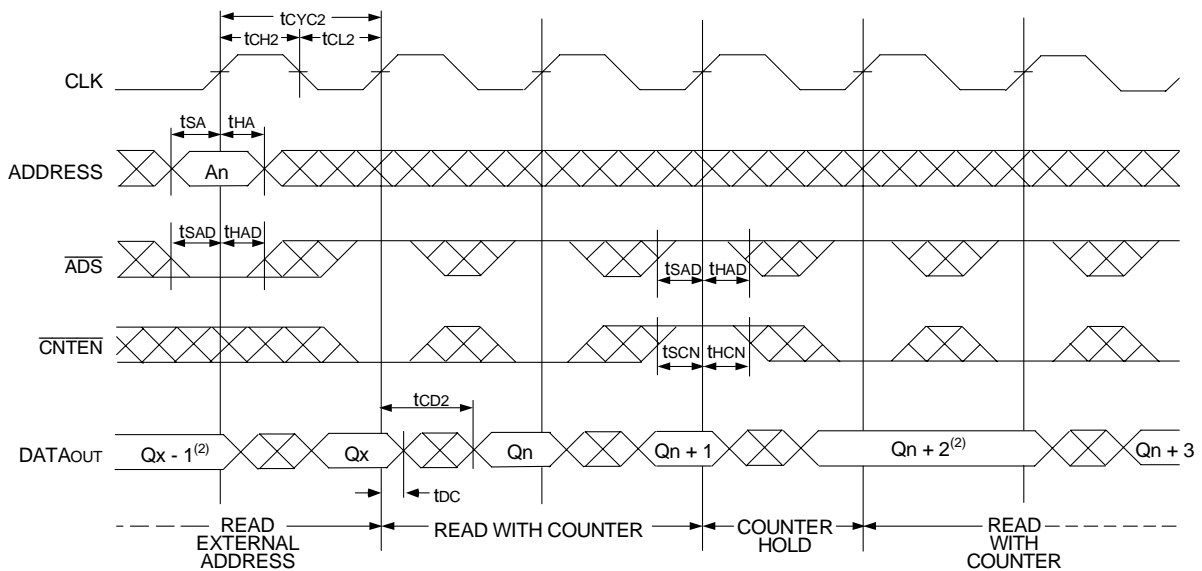 tCYC2
tCH2 tCL2
CLK
tSA tHA
ADDRESS An
tSAD tHAD
ADS
tSAD tHAD
CNTEN
tSCN tHCN
tCD2
DATAOUT Qx - 1(2) Qx Qn Qn + 1 Qn + 2(2) Qn + 3
tDC
READ EXTERNAL ADDRESS
READ WITH COUNTER
COUNTER HOLD
READ WITH COUNTER